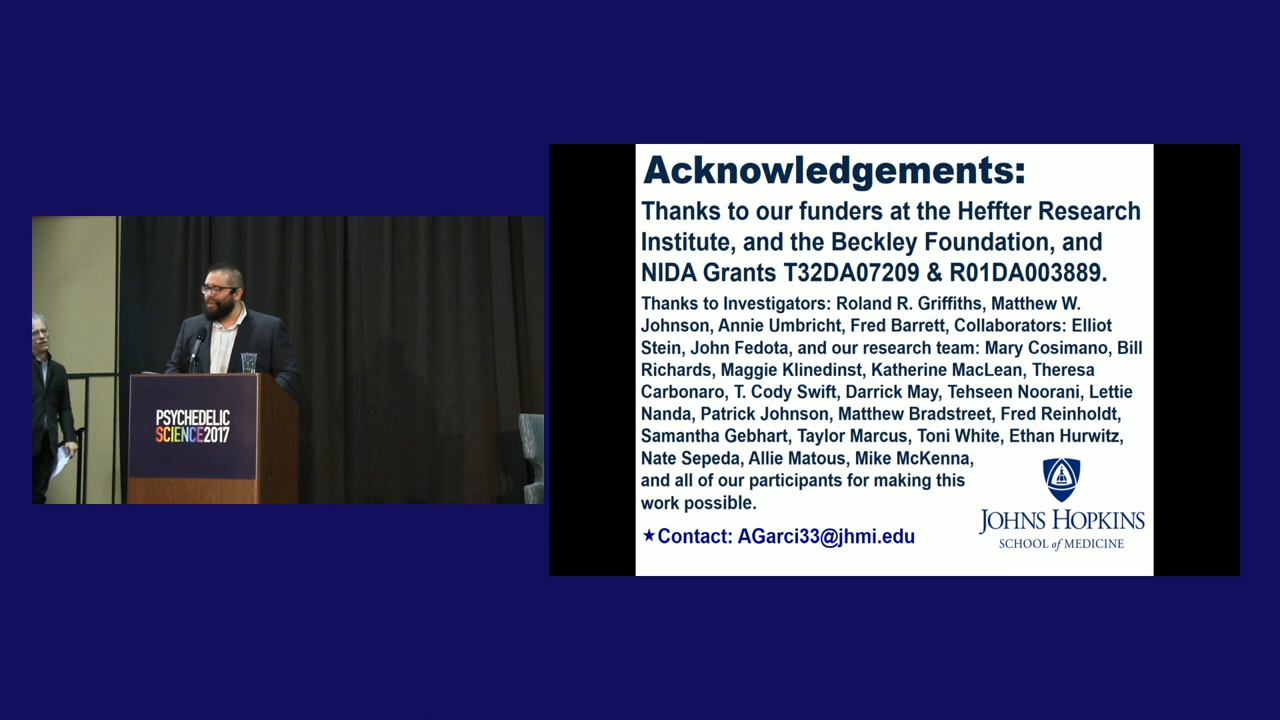 PSYCHEDELIC
SCIENCE2017
Acknowledgements:
Thanks to our funders at the Heffter Research
Institute, and the Beckley Foundation, and
NIDA Grants T32DA07209 & R01DA003889.
Thanks to Investigators: Roland R. Griffiths, Matthew W.
Johnson, Annie Umbricht, Fred Barrett, Collaborators: Elliot
Stein, John Fedota, and our research team: Mary Cosimano, Bill
Richards, Maggie Klinedinst, Katherine MacLean, Theresa
Carbonaro, T. Cody Swift, Darrick May, Tehseen Noorani, Lettie
Nanda, Patrick Johnson, Matthew Bradstreet, Fred Reinholdt,
Samantha Gebhart, Taylor Marcus, Toni White, Ethan Hurwitz,
Nate Sepeda, Allie Matous, Mike McKenna,
and all of our participants for making this
work possible.
★Contact: AGarci33@jhmi.edu
JOHNS HOPKINS
SCHOOL of MEDICINE